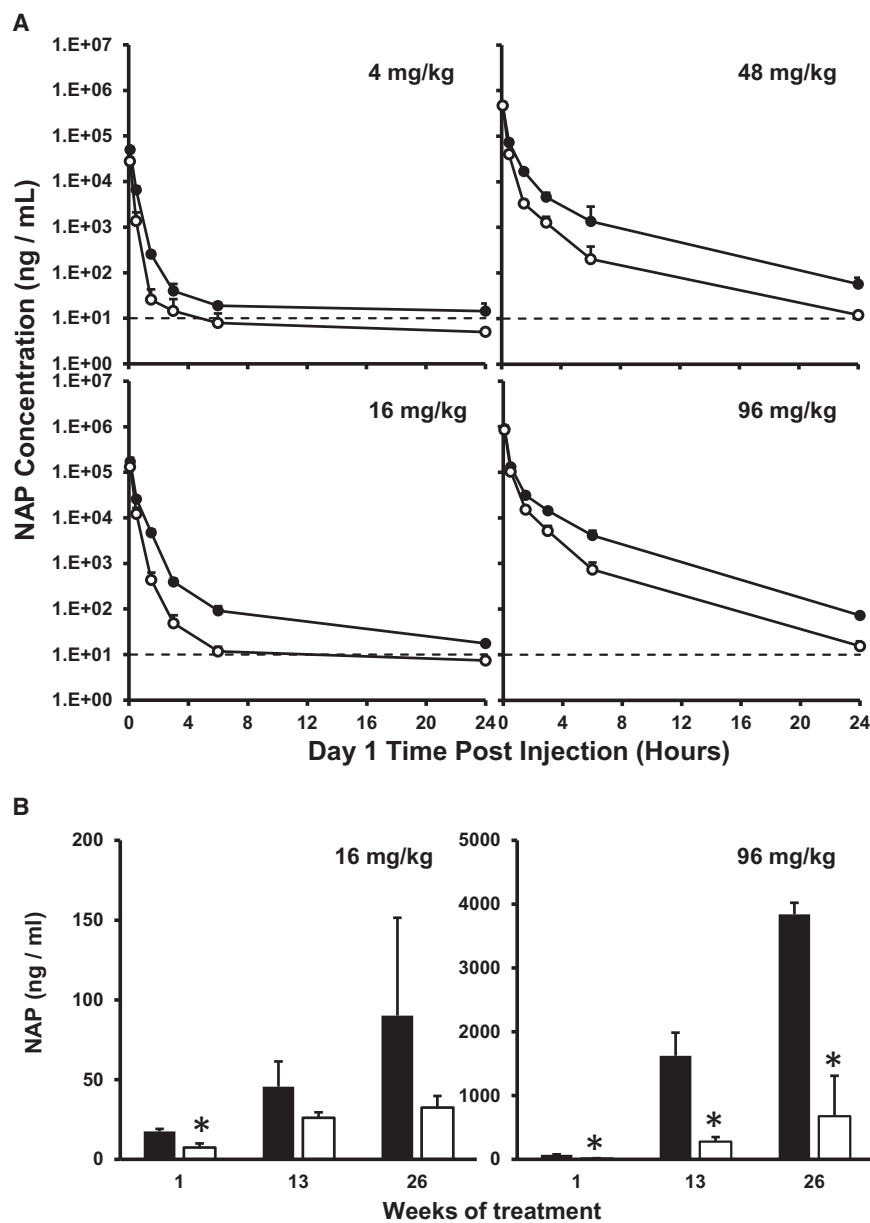 A
4 mg/kg
48 mg/kg
1.E+07
1.E+06
1.E+05
1.E+04
1.E+03
1.E+02
1.E+01
1.E+00
16 mg/kg
96 mg/kg
1.E+07
1.E+06
1.E+05
1.E+04
1.E+03
1.E+02
1.E+01
1.E+00
NAP Concentration (ng / mL)
0 4 8 12 16 20 24
0 4 8 12 16 20 24
Day 1 Time Post Injection (Hours)
B
16 mg/kg
96 mg/kg
200
150
100
50
0
5000
4000
3000
2000
1000
0
NAP (ng / ml)
*
* * *
1 13 26
1 13 26
Weeks of treatment